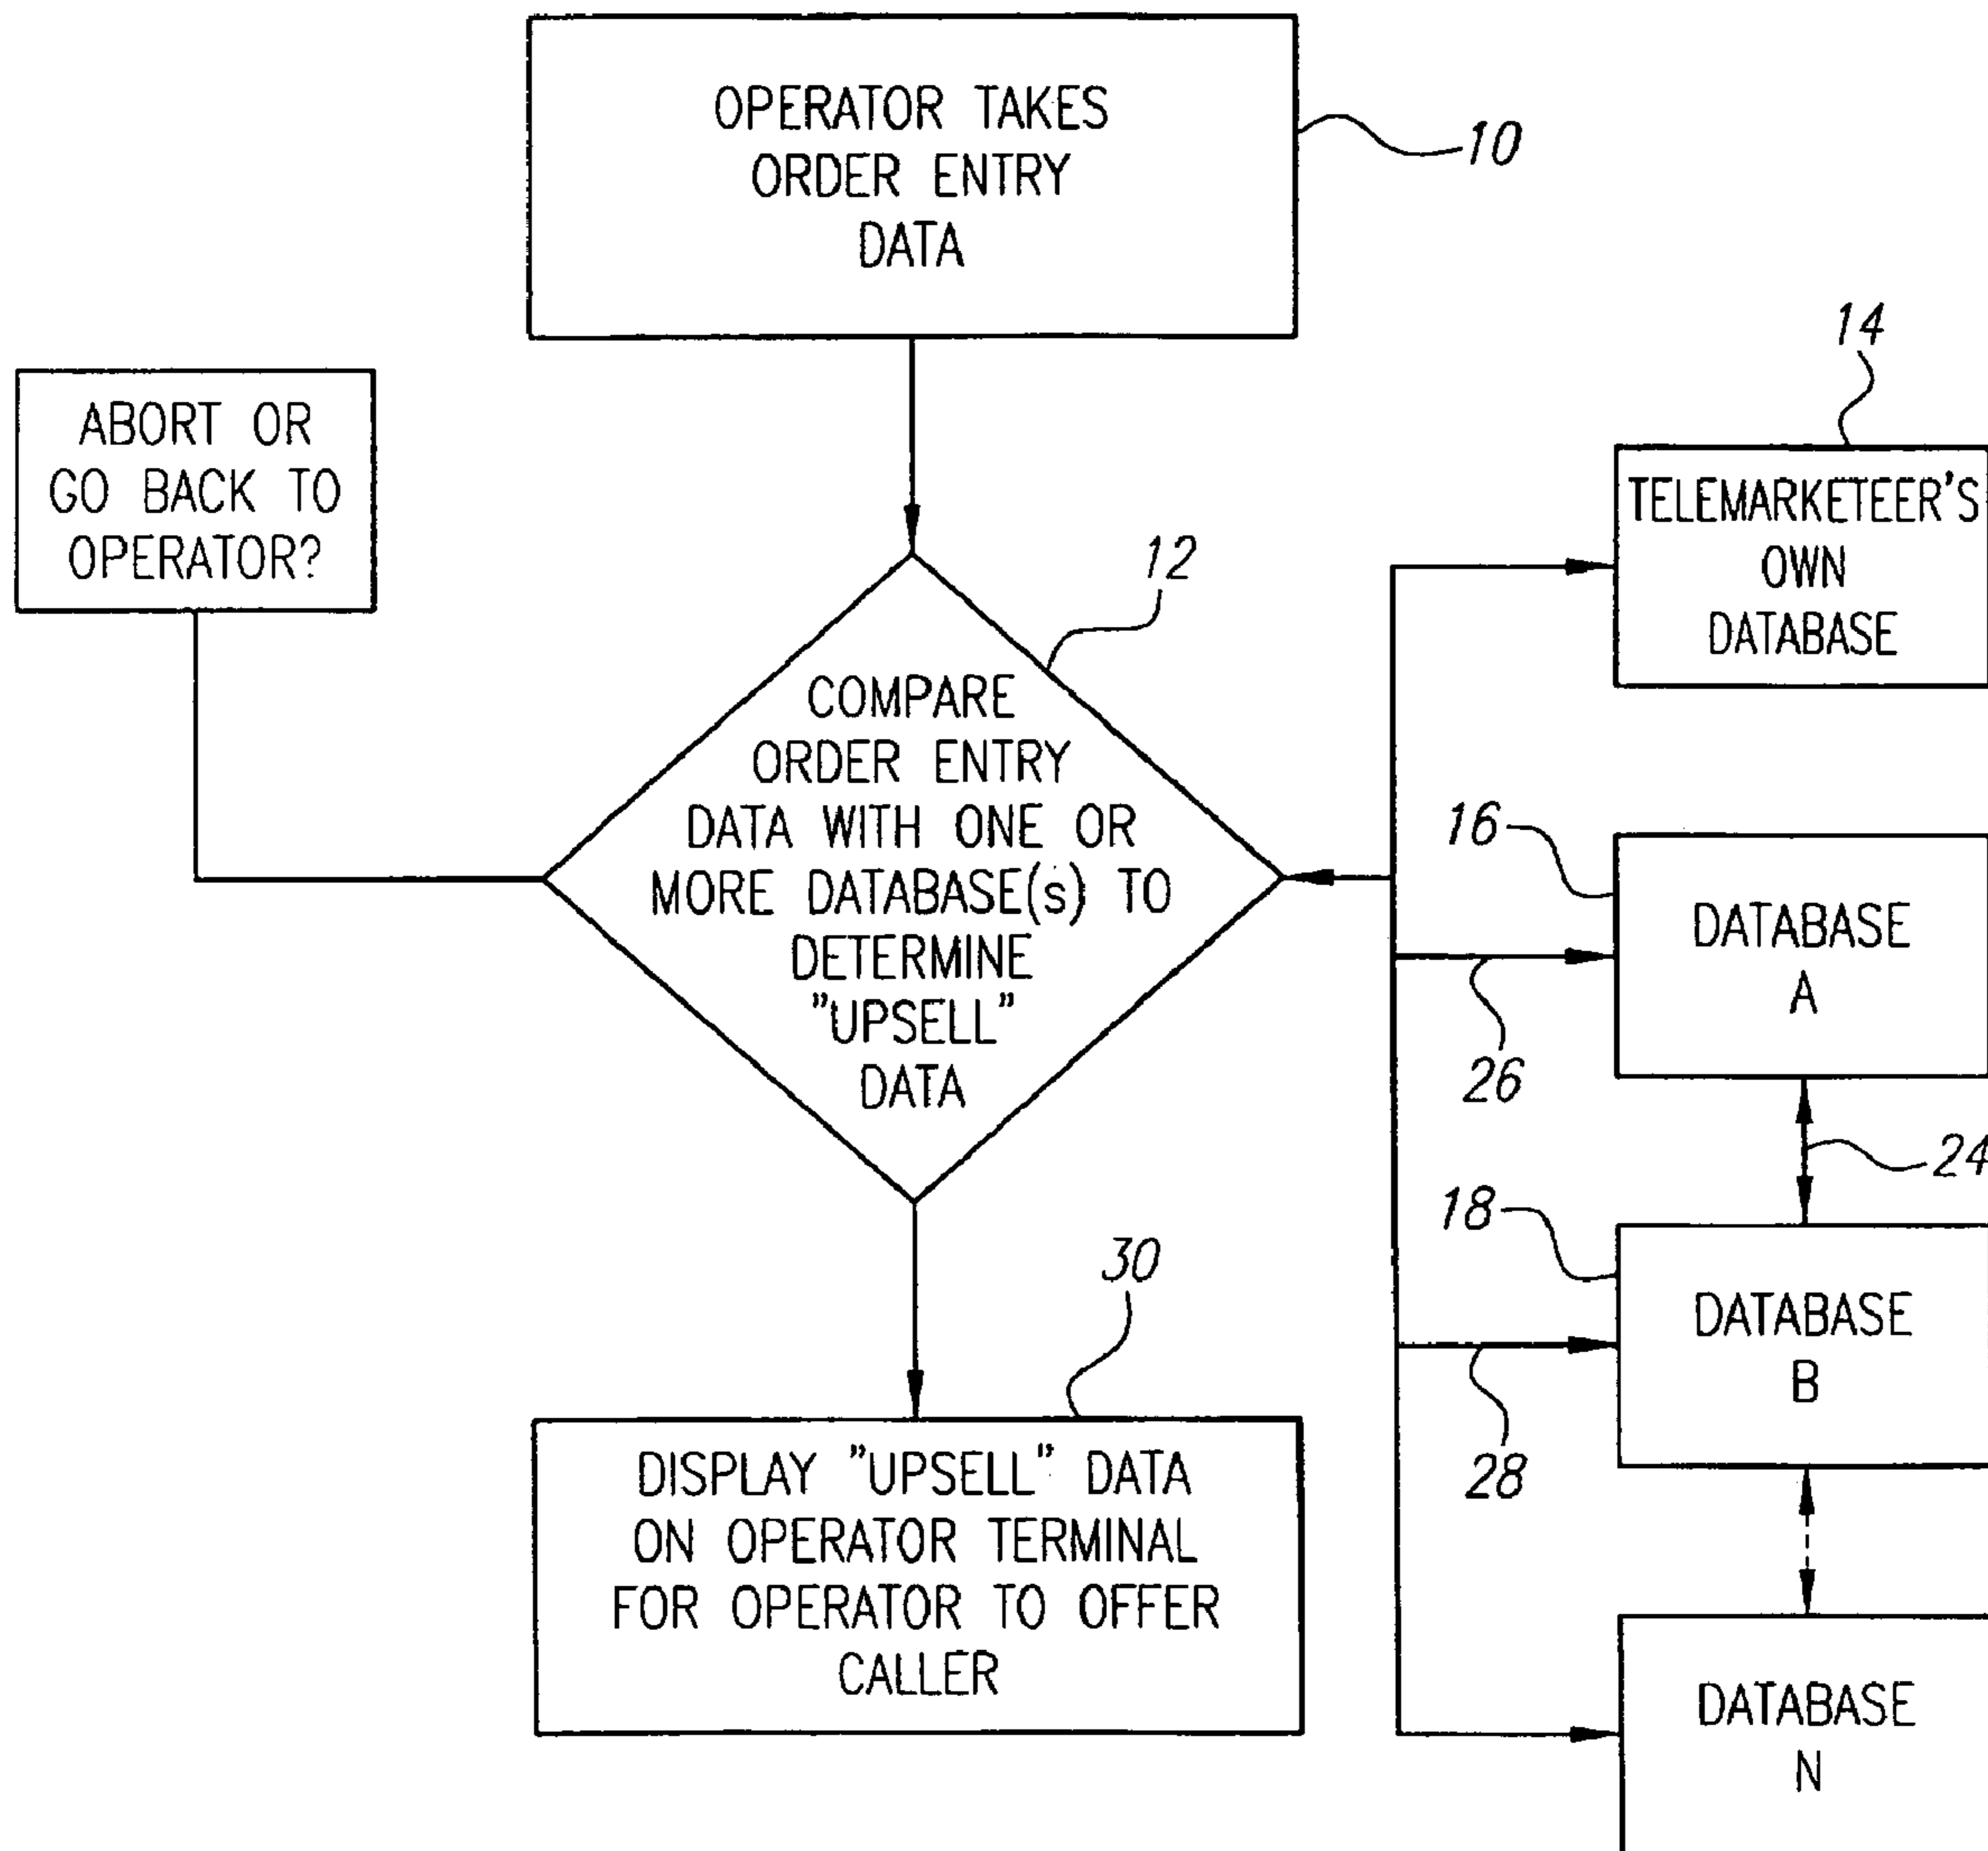 OPERATOR TAKES
ORDER ENTRY
DATA
10
14
ABORT OR
GO BACK TO
OPERATOR?
TELEMARKETEER'S
OWN
DATABASE
12
COMPARE
ORDER ENTRY
DATA WITH ONE OR
MORE DATABASE(s) TO
DETERMINE
"UPSELL"
DATA
16
DATABASE
A
26
24
18
DATABASE
B
28
30
DISPLAY "UPSELL" DATA
ON OPERATOR TERMINAL
FOR OPERATOR TO OFFER
CALLER
DATABASE
N